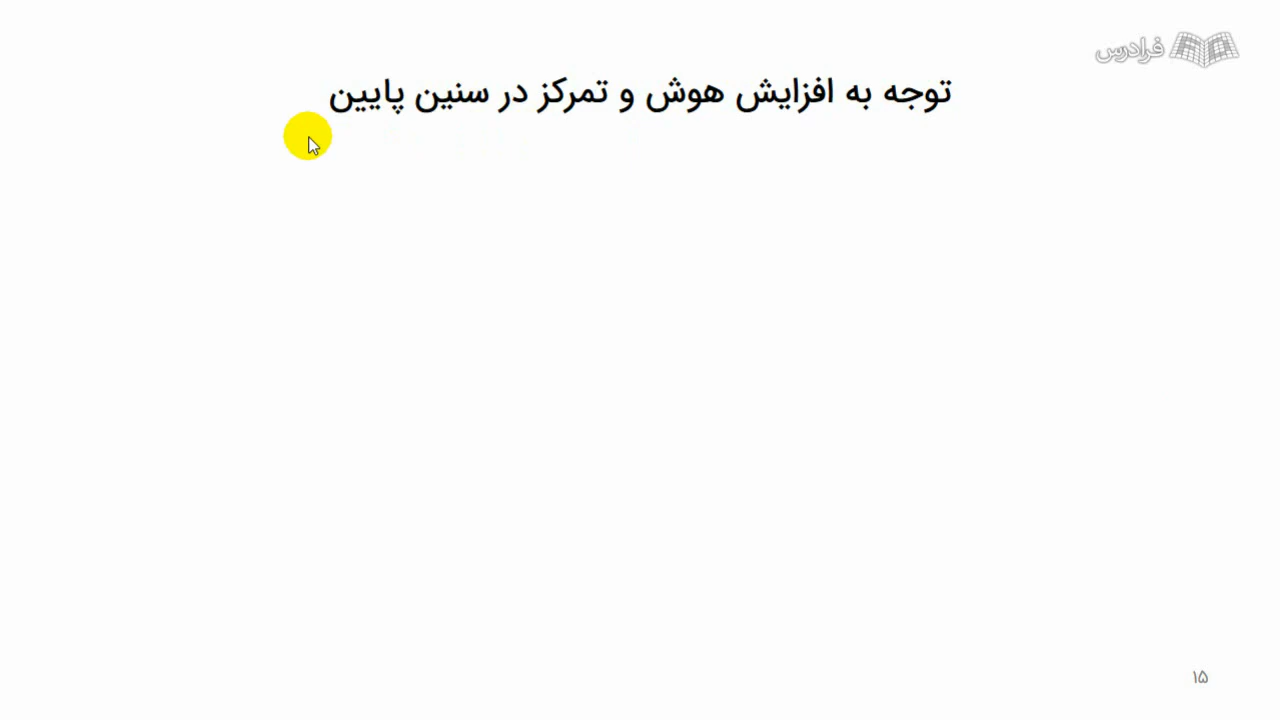 فرادرس
توجه به افزایش هوش و تمرکز در سنین پایین
۱۵